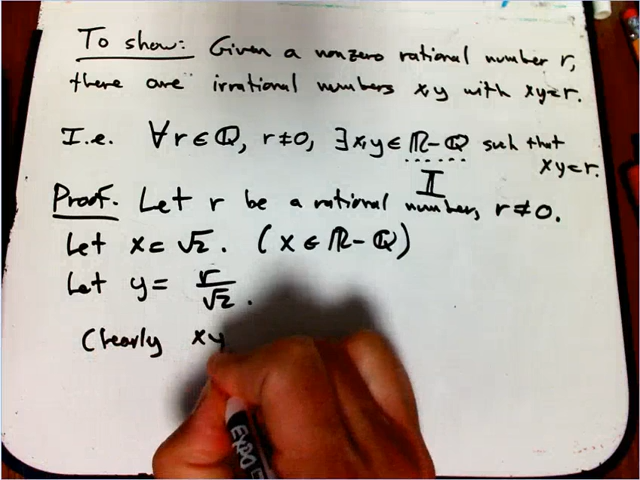 To show: Given a nonzero rational number r,
there are irrational numbers x,y with xy=r.
I.e. ∀r∈ℚ, r≠0, ∃x,y∈ℝ-ℚ such that
xy=r.
𝕀
Proof. Let r be a rational number, r≠0.
Let x=√2. (x∈ℝ-ℚ)
Let y= r/√2.
Clearly xy
EXPO